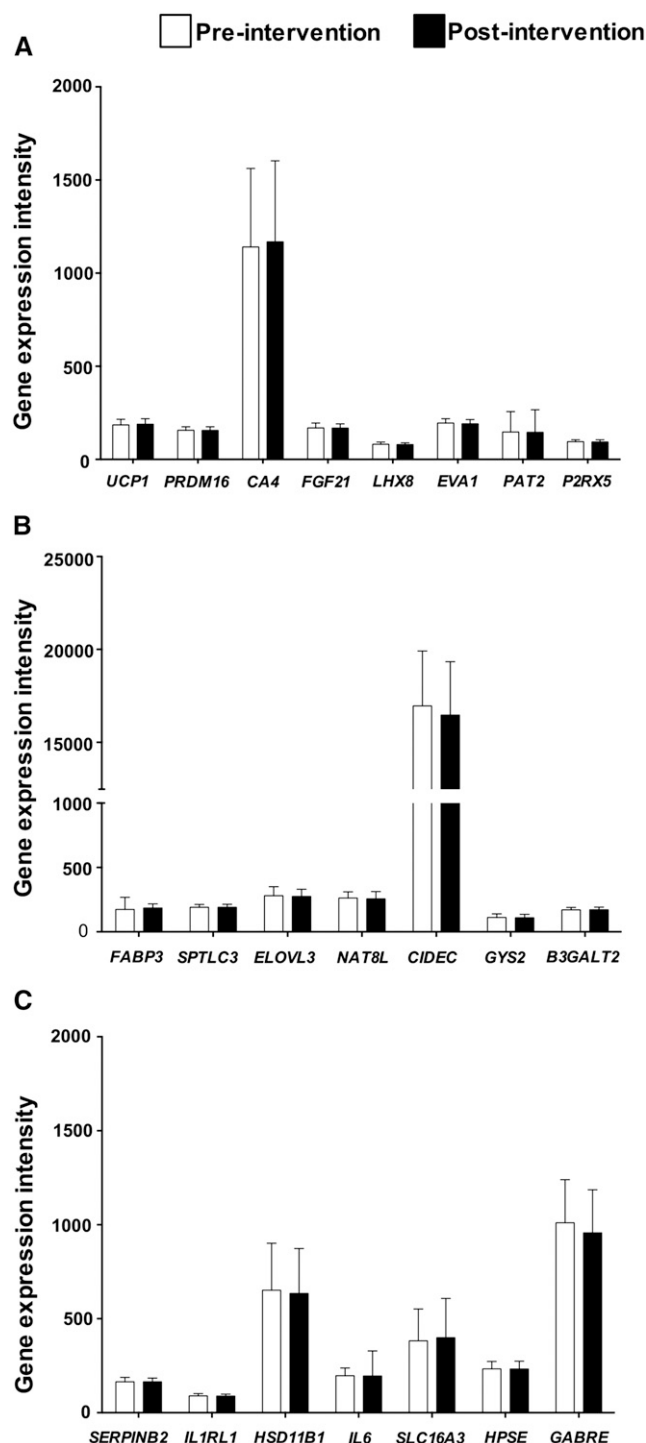 Pre-intervention Post-intervention
A
Gene expression intensity
2000
1500
1000
500
0
UCP1 PRDM16 CA4 FGF21 LHX8 EVA1 PAT2 P2RX5
B
Gene expression intensity
25000
20000
15000
1000
500
0
FABP3 SPTLC3 ELOVL3 NAT8L CIDEC GYS2 B3GALT2
C
Gene expression intensity
2000
1500
1000
500
0
SERPINB2 IL1RL1 HSD11B1 IL6 SLC16A3 HPSE GABRE